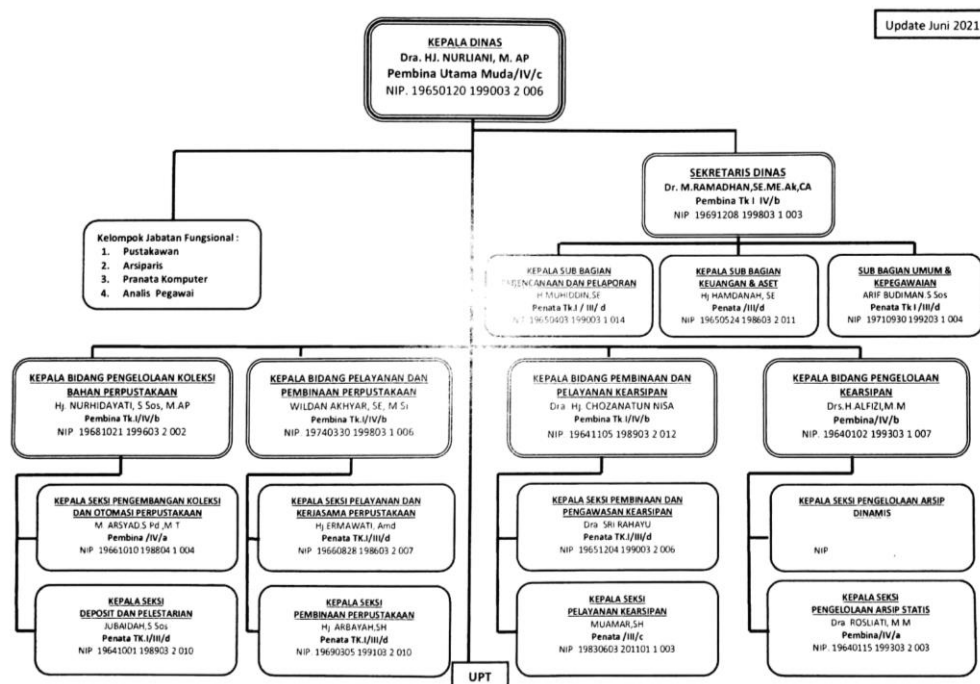 Update Juni 2021
KEPALA DINAS
Dra. HJ. NURLIANI, M. AP
Pembina Utama Muda/IV/c
NIP. 19650120 199003 2 006
SEKRETARIS DINAS
Dr. M.RAMADHAN,SE.ME.Ak,CA
Pembina Tk I IV/b
NIP 19691208 199803 1 003
Kelompok Jabatan Fungsional :
1. Pustakawan
2. Arsiparis
3. Pranata Komputer
4. Analis Pegawai
KEPALA SUB BAGIAN
DAN PELAPORAN
H MUHIDDIN,SE
Penata Tk.I / III/ d
19650403 199003 1 014
KEPALA SUB BAGIAN
KEUANGAN & ASET
Hj HAMDANAH, SE
Penata /III/d
NIP 19650524 198603 2 011
SUB BAGIAN UMUM &
KEPEGAWAIAN
ARIF BUDIMAN.S Sos
Penata Tk I /III/d
NIP 19710930 199203 1 004
KEPALA BIDANG PENGELOLAAN KOLEKSI
BAHAN PERPUSTAKAAN
Hj. NURHIDAYATI, S Sos, M.AP
Pembina Tk.I/IV/b
NIP 19681021 199603 2 002
KEPALA BIDANG PELAYANAN DAN
PEMBINAAN PERPUSTAKAAN
WILDAN AKHYAR, SE, M Si
Pembina Tk.I/IV/b
NIP. 19740330 199803 1 006
KEPALA BIDANG PEMBINAAN DAN
PELAYANAN KEARSIPAN
Dra Hj CHOZANATUN NISA
Pembina Tk I/IV/b
NIP 19641105 198903 2 012
KEPALA BIDANG PENGELOLAAN
KEARSIPAN
Drs.H.ALFIZI,M.M
Pembina/IV/b
NIP. 19640102 199303 1 007
KEPALA SEKSI PENGEMBANGAN KOLEKSI
DAN OTOMASI PERPUSTAKAAN
M. ARSYAD.S Pd ,M T
Pembina /IV/a
NIP 19661010 198804 1 004
KEPALA SEKSI PELAYANAN DAN
KERJASAMA PERPUSTAKAAN
Hj ERMAWATI, Amd
Penata TK.I/III/d
NIP 19660828 198603 2 007
KEPALA SEKSI PEMBINAAN DAN
PENGAWASAN KEARSIPAN
Dra SRI RAHAYU
Penata TK.I/III/d
NIP 19651204 199003 2 006
KEPALA SEKSI PENGELOLAAN ARSIP
DINAMIS
NIP
KEPALA SEKSI
DEPOSIT DAN PELESTARIAN
JUBAIDAH,S Sos
Penata TK.I/III/d
NIP 19641001 198903 2 010
KEPALA SEKSI
PEMBINAAN PERPUSTAKAAN
Hj ARBAYAH,SH
Penata TK.I/III/d
NIP 19690305 199103 2 010
KEPALA SEKSI
PELAYANAN KEARSIPAN
MUAMAR,SH
Penata /III/c
NIP 19830603 201101 1 003
KEPALA SEKSI
PENGELOLAAN ARSIP STATIS
Dra ROSLIATI, M M
Pembina/IV/a
NIP. 19640115 199303 2 003
UPT